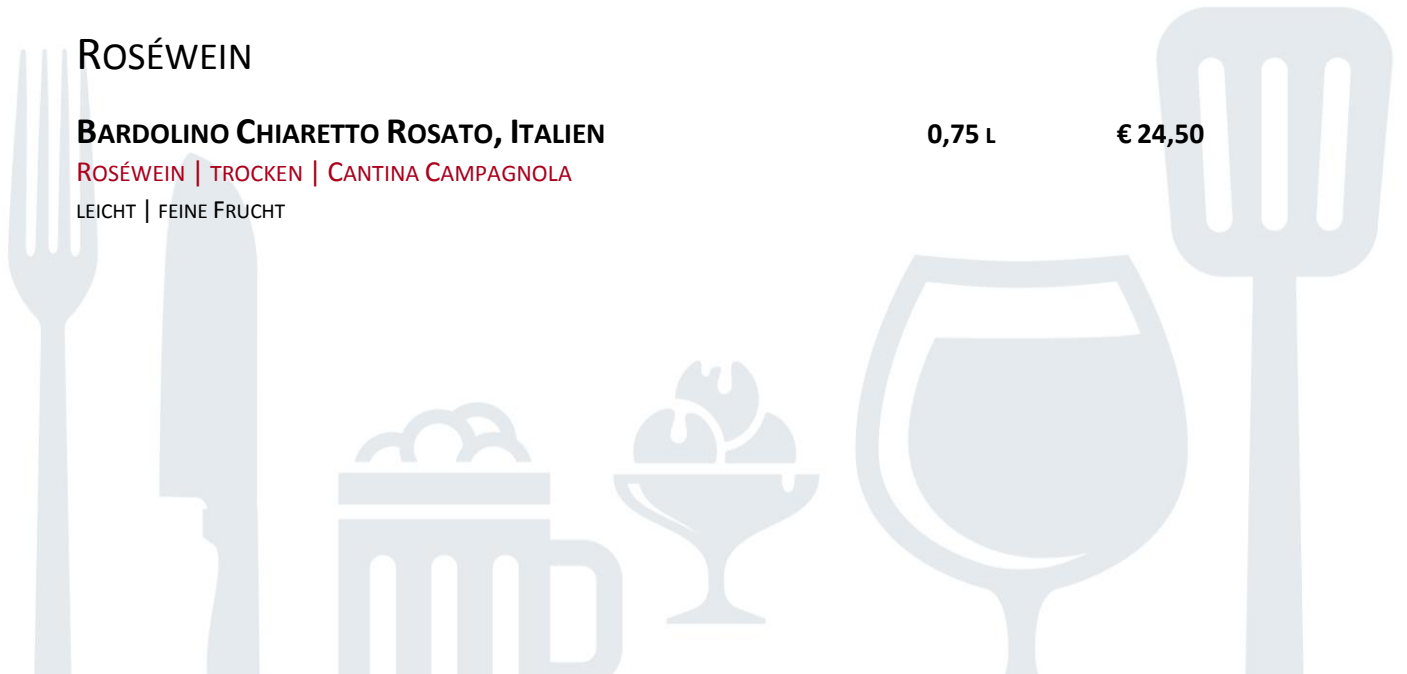 Roséwein
Bardolino Chiaretto Rosato, Italien 0,75 l € 24,50
Roséwein | trocken | Cantina Campagnola
leicht | feine Frucht